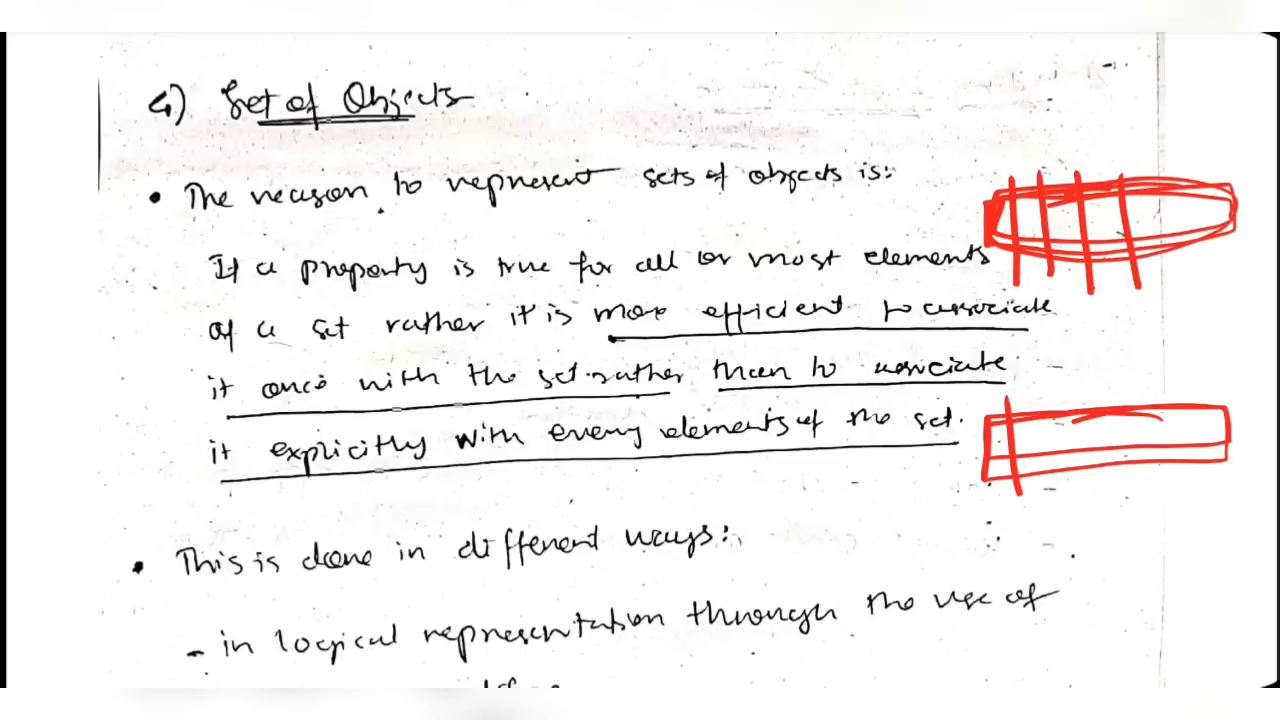 4) Set of Objects
• The reason to represent sets of objects is:
If a property is true for all or most elements
of a set rather it is more efficient to associate
it once with the set rather than to associate
it explicitly with every elements of the set.
• This is done in different ways:
- in logical representation through the use of